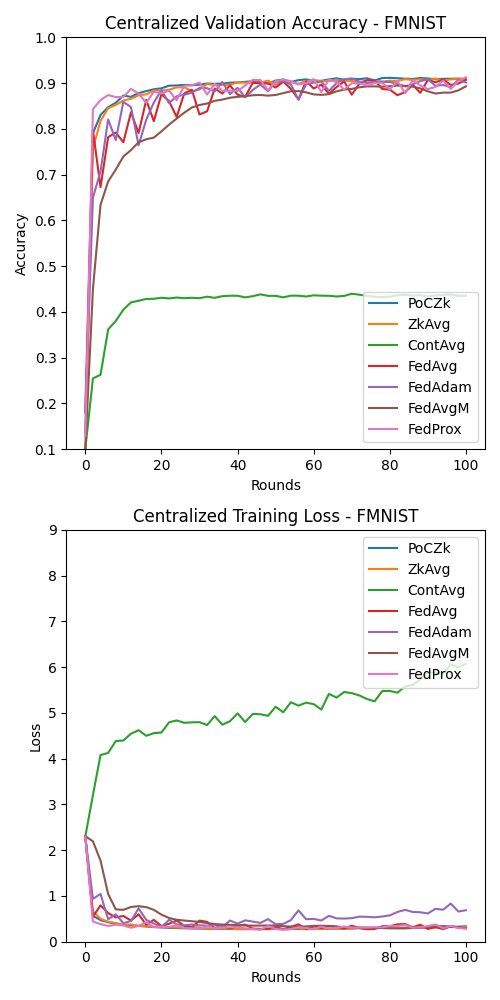 Centralized Validation Accuracy - FMNIST
1.0
0.9
0.8
0.7
0.6
0.5
0.4
0.3
0.2
0.1
Accuracy
0
20
40
60
80
100
Rounds
PoCZk
ZkAvg
ContAvg
FedAvg
FedAdam
FedAvgM
FedProx
Centralized Training Loss - FMNIST
9
8
7
6
5
4
3
2
1
0
Loss
0
20
40
60
80
100
Rounds
PoCZk
ZkAvg
ContAvg
FedAvg
FedAdam
FedAvgM
FedProx